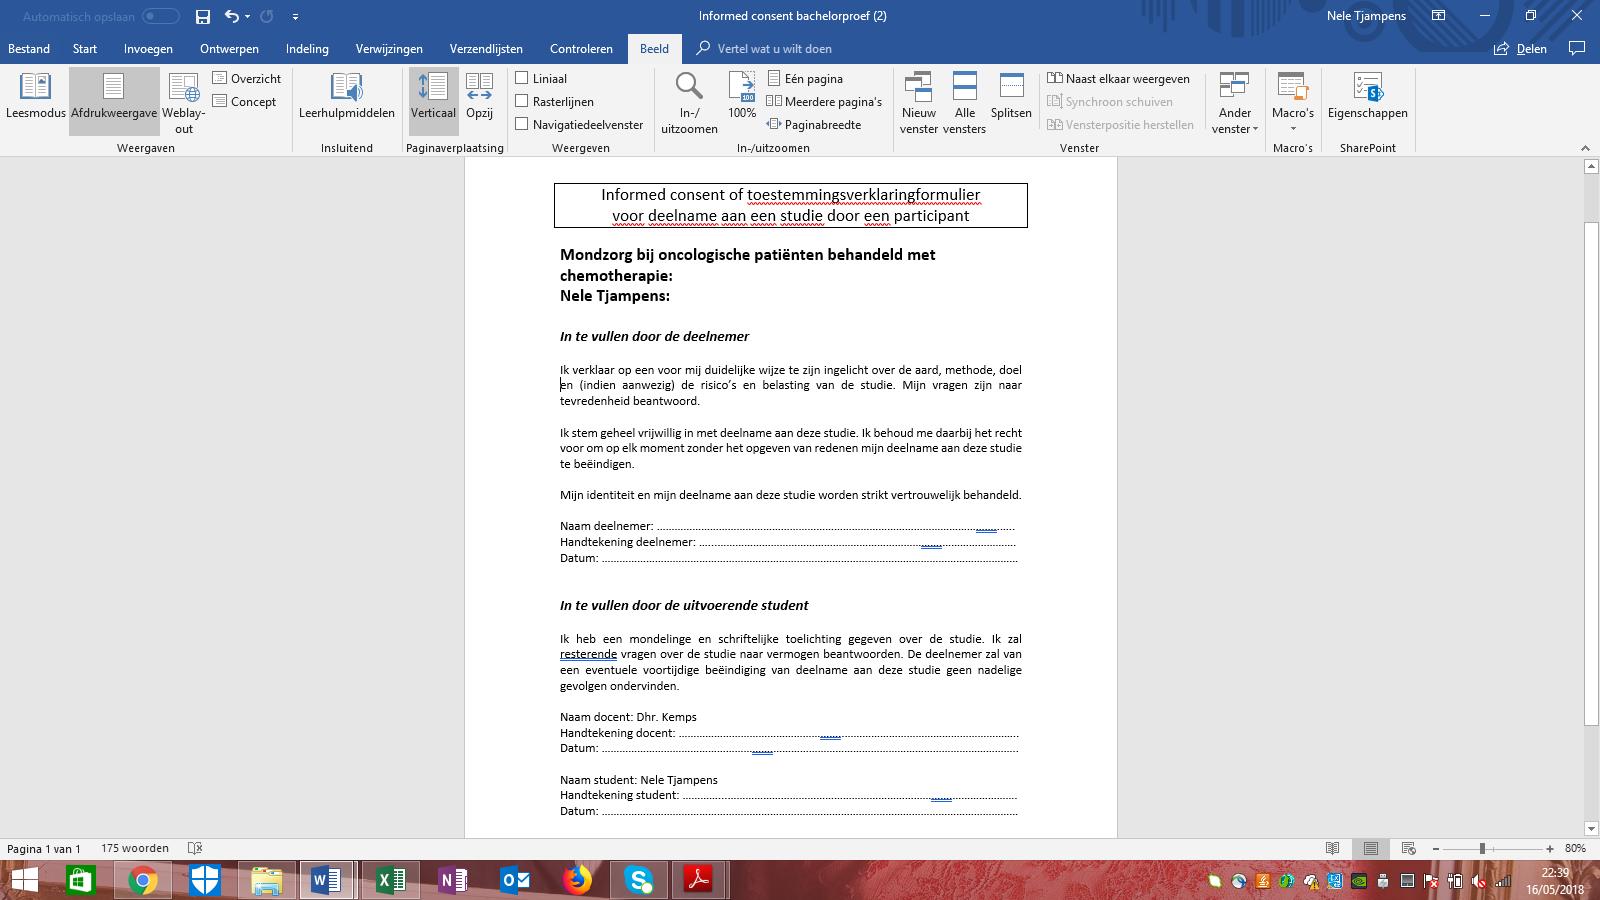 Automatisch opslaan
Informed consent bachelorproef (2)
Nele Tjampens
Bestand Start Invoegen Ontwerpen Indeling Verwijzingen Verzendlijsten Controleren Beeld Vertel wat u wilt doen Delen
Leesmodus
Afdrukweergave
Weblay-
out
Overzicht
Concept
Weergaven
Leerhulpmiddelen
Insluitend
Verticaal
Opzij
Paginaverplaatsing
Liniaal
Rasterlijnen
Navigatiedeelvenster
Weergeven
In-/
uitzoomen
100
100%
Eén pagina
Meerdere pagina's
Paginabreedte
In-/uitzoomen
Nieuw
venster
Alle
vensters
Splitsen
Naast elkaar weergeven
Synchroon schuiven
Vensterpositie herstellen
Ander
venster
Venster
Macro's
Macro's
Eigenschappen
SharePoint
Informed consent of toestemmingsverklaringformulier
voor deelname aan een studie door een participant
Mondzorg bij oncologische patiënten behandeld met
chemotherapie:
Nele Tjampens:
In te vullen door de deelnemer
Ik verklaar op een voor mij duidelijke wijze te zijn ingelicht over de aard, methode, doel
en (indien aanwezig) de risico's en belasting van de studie. Mijn vragen zijn naar
tevredenheid beantwoord.
Ik stem geheel vrijwillig in met deelname aan deze studie. Ik behoud me daarbij het recht
voor om op elk moment zonder het opgeven van redenen mijn deelname aan deze studie
te beëindigen.
Mijn identiteit en mijn deelname aan deze studie worden strikt vertrouwelijk behandeld.
Naam deelnemer: ........................................
Handtekening deelnemer: ........................................
Datum: ........................................
In te vullen door de uitvoerende student
Ik heb een mondelinge en schriftelijke toelichting gegeven over de studie. Ik zal
resterende vragen over de studie naar vermogen beantwoorden. De deelnemer zal van
een eventuele voortijdige beëindiging van deelname aan deze studie geen nadelige
gevolgen ondervinden.
Naam docent: Dhr. Kemps
Handtekening docent: ........................................
Datum: ........................................
Naam student: Nele Tjampens
Handtekening student: ........................................
Datum: ........................................
Pagina 1 van 1 175 woorden 80%
22:39
16/05/2018